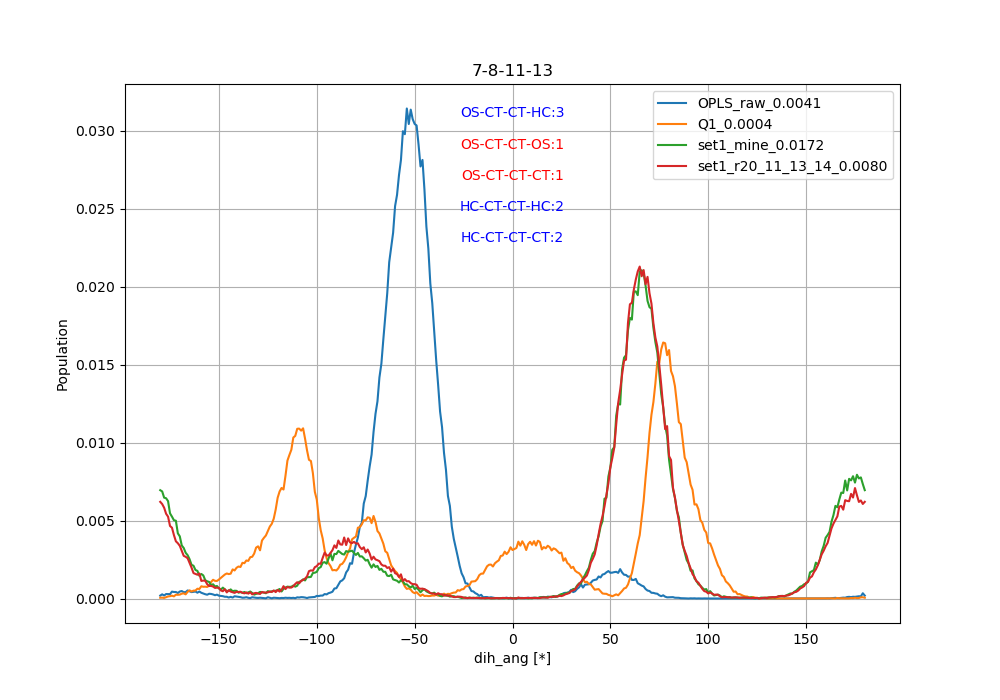 7-8-11-13
OS-CT-CT-HC:3
OS-CT-CT-OS:1
OS-CT-CT-CT:1
HC-CT-CT-HC:2
HC-CT-CT-CT:2
OPLS_raw_0.0041
Q1_0.0004
set1_mine_0.0172
set1_r20_11_13_14_0.0080
Population
0.030
0.025
0.020
0.015
0.010
0.005
0.000
−150 −100 −50 0 50 100 150
dih_ang [*]